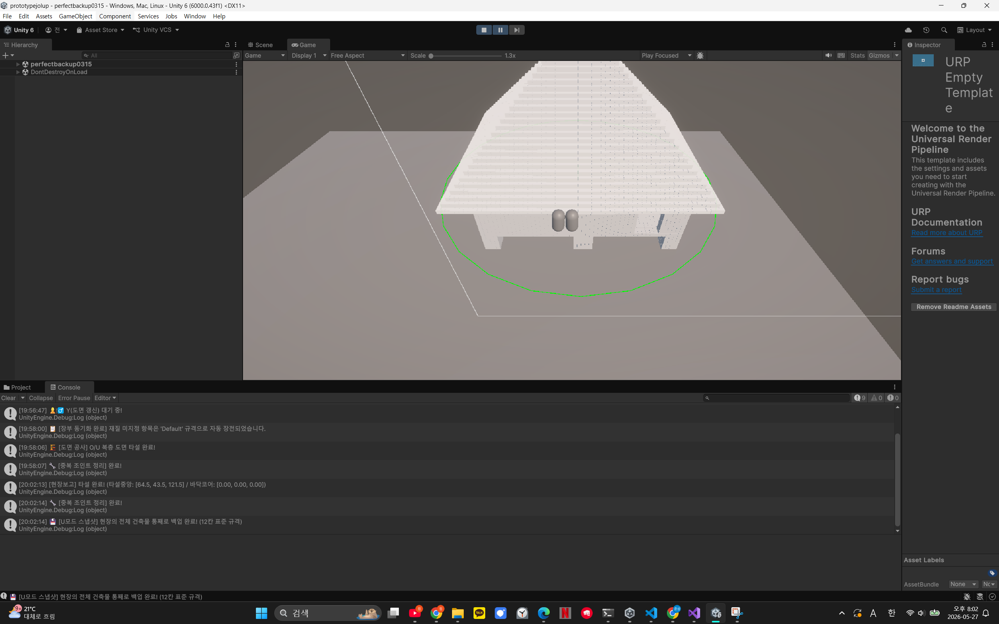 prototypejolup - perfectbackup0315 - Windows, Mac, Linux - Unity 6 (6000.0.43f1) <DX11>
File Edit Assets GameObject Component Services Jobs Window Help
Unity 6 전 Asset Store Unity VCS Layout
Hierarchy
All
perfectbackup0315
DontDestroyOnLoad
Scene Game
Game Display 1 Free Aspect Scale 1.3x Play Focused Stats Gizmos
Inspector
URP
Empty
Templat
e
Welcome to the
Universal Render
Pipeline
This template includes
the settings and assets
you need to start
creating with the
Universal Render Pipeline.
URP
Documentation
Read more about URP
Forums
Get answers and support
Report bugs
Submit a report
Remove Readme Assets
Project Console
Clear Collapse Error Pause Editor 9 0 0
[19:56:47] Y(도면 갱신) 대기 중!
UnityEngine.Debug:Log (object)
[19:58:00] 📋 [장부 동기화 완료] 재질 미지정 항목은 'Default' 규격으로 자동 장전되었습니다.
UnityEngine.Debug:Log (object)
[19:58:06] 🏗 [도면 공사] O/U 복층 도면 타설 완료!
UnityEngine.Debug:Log (object)
[19:58:07] 🔧 [중복 조인트 정리] 완료!
UnityEngine.Debug:Log (object)
[20:02:13] [현장보고] 타설 완료! (타설중앙: [64.5, 43.5, 121.5] / 바닥코어: [0.00, 0.00, 0.00])
UnityEngine.Debug:Log (object)
[20:02:14] 🔧 [중복 조인트 정리] 완료!
UnityEngine.Debug:Log (object)
[20:02:14] 💾 [U모드 스냅샷] 현장의 전체 건축물 통째로 백업 완료! (12칸 표준 규격)
UnityEngine.Debug:Log (object)
Asset Labels
AssetBundle None Nc
💾 [U모드 스냅샷] 현장의 전체 건축물 통째로 백업 완료! (12칸 표준 규격)
9+ 21°C
대체로 흐림
검색
TALK
N
준성
6
A 한
오후 8:02
2026-05-27